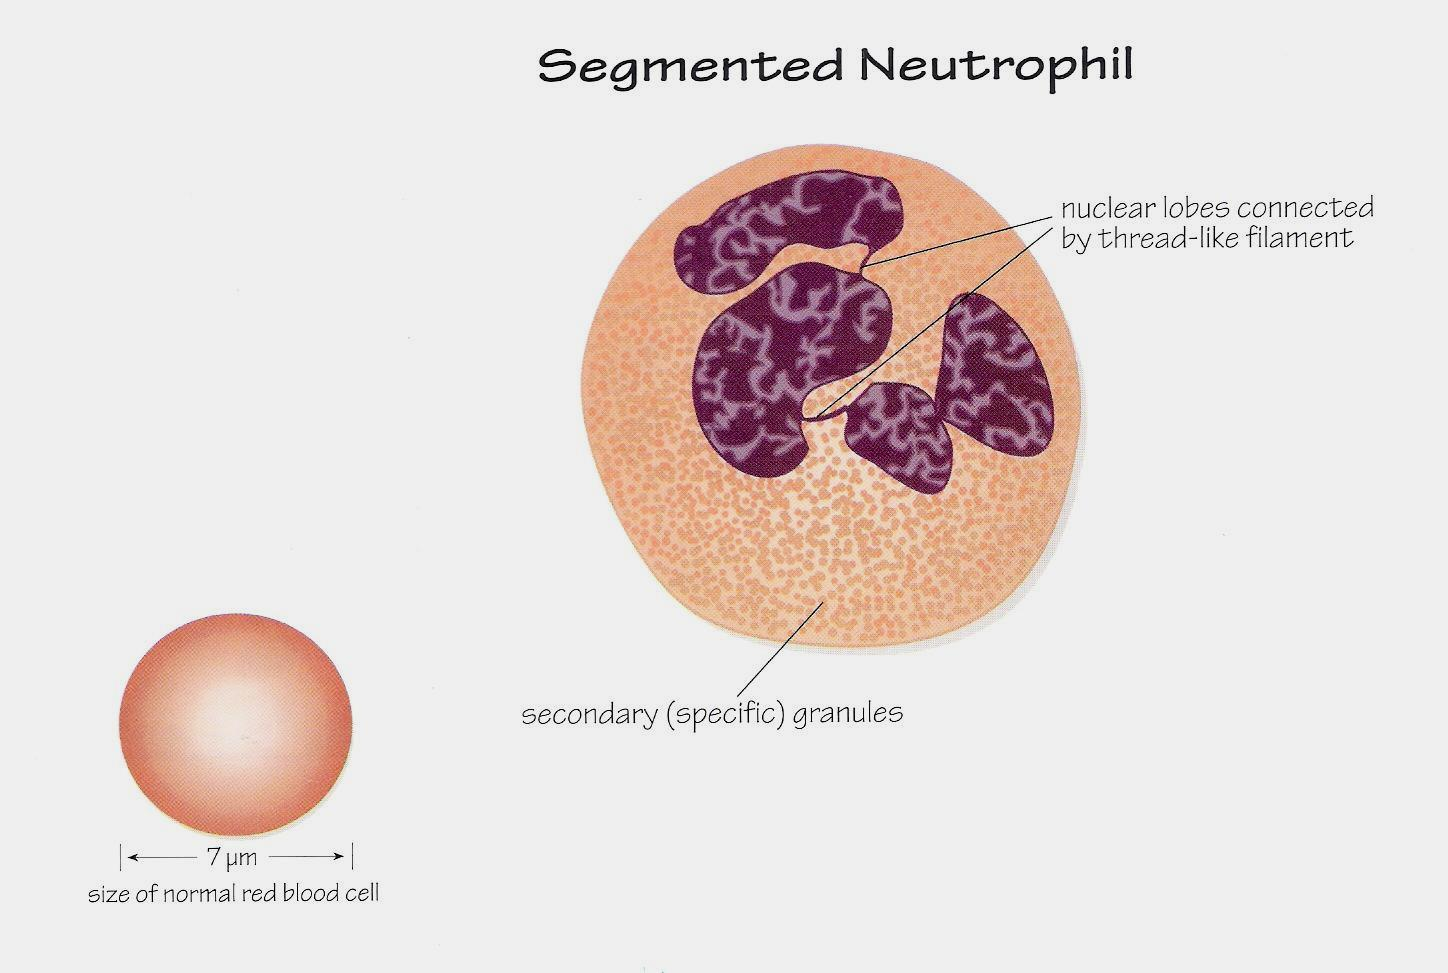 Segmented Neutrophil
nuclear lobes connected
by thread-like filament
secondary (specific) granules
7 µm
size of normal red blood cell